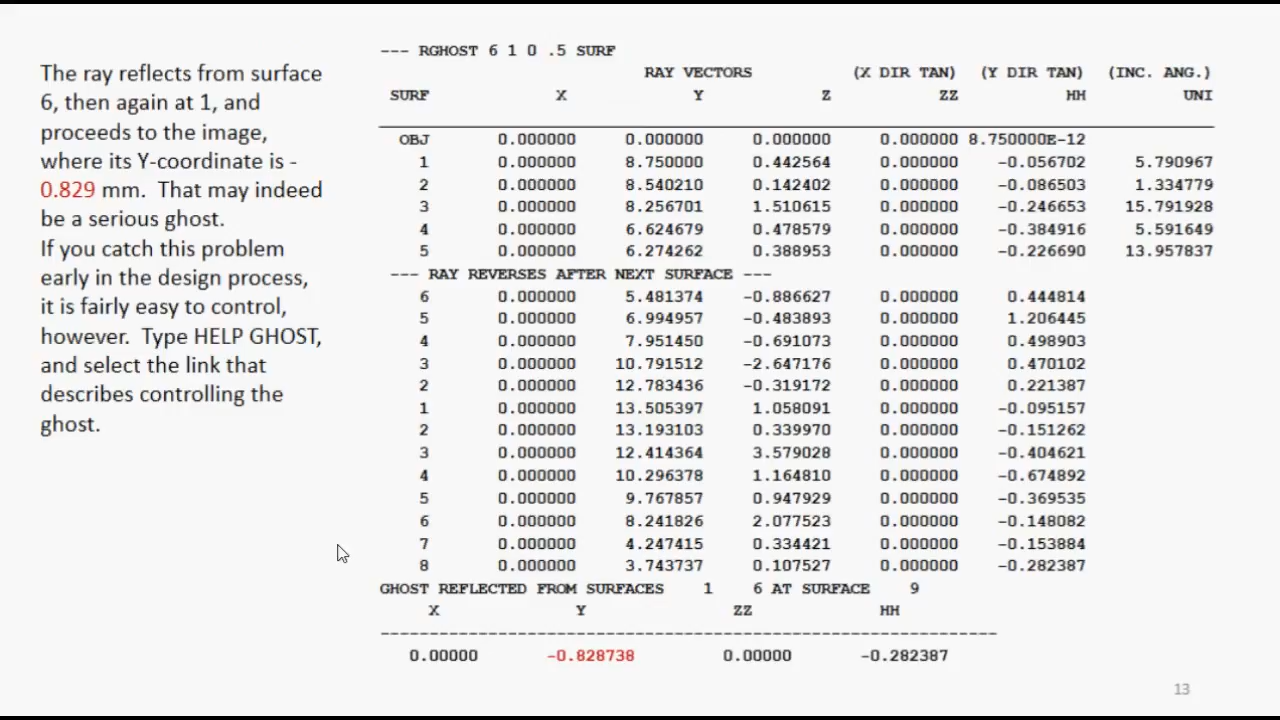 The ray reflects from surface
6, then again at 1, and
proceeds to the image,
where its Y-coordinate is -
0.829 mm. That may indeed
be a serious ghost.
If you catch this problem
early in the design process,
it is fairly easy to control,
however. Type HELP GHOST,
and select the link that
describes controlling the
ghost.
--- RGHOST 6 1 0 .5 SURF
RAY VECTORS (X DIR TAN) (Y DIR TAN) (INC. ANG.)
SURF X Y Z ZZ HH UNI
OBJ 0.000000 0.000000 0.000000 0.000000 8.750000E-12
1 0.000000 8.750000 0.442564 0.000000 -0.056702 5.790967
2 0.000000 8.540210 0.142402 0.000000 -0.086503 1.334779
3 0.000000 8.256701 1.510615 0.000000 -0.246653 15.791928
4 0.000000 6.624679 0.478579 0.000000 -0.384916 5.591649
5 0.000000 6.274262 0.388953 0.000000 -0.226690 13.957837
--- RAY REVERSES AFTER NEXT SURFACE ---
6 0.000000 5.481374 -0.886627 0.000000 0.444814
5 0.000000 6.994957 -0.483893 0.000000 1.206445
4 0.000000 7.951450 -0.691073 0.000000 0.498903
3 0.000000 10.791512 -2.647176 0.000000 0.470102
2 0.000000 12.783436 -0.319172 0.000000 0.221387
1 0.000000 13.505397 1.058091 0.000000 -0.095157
2 0.000000 13.193103 0.339970 0.000000 -0.151262
3 0.000000 12.414364 3.579028 0.000000 -0.404621
4 0.000000 10.296378 1.164810 0.000000 -0.674892
5 0.000000 9.767857 0.947929 0.000000 -0.369535
6 0.000000 8.241826 2.077523 0.000000 -0.148082
7 0.000000 4.247415 0.334421 0.000000 -0.153884
8 0.000000 3.743737 0.107527 0.000000 -0.282387
GHOST REFLECTED FROM SURFACES 1 6 AT SURFACE 9
X Y ZZ HH
---------------------------------------------------------------
0.00000 -0.828738 0.00000 -0.282387
13